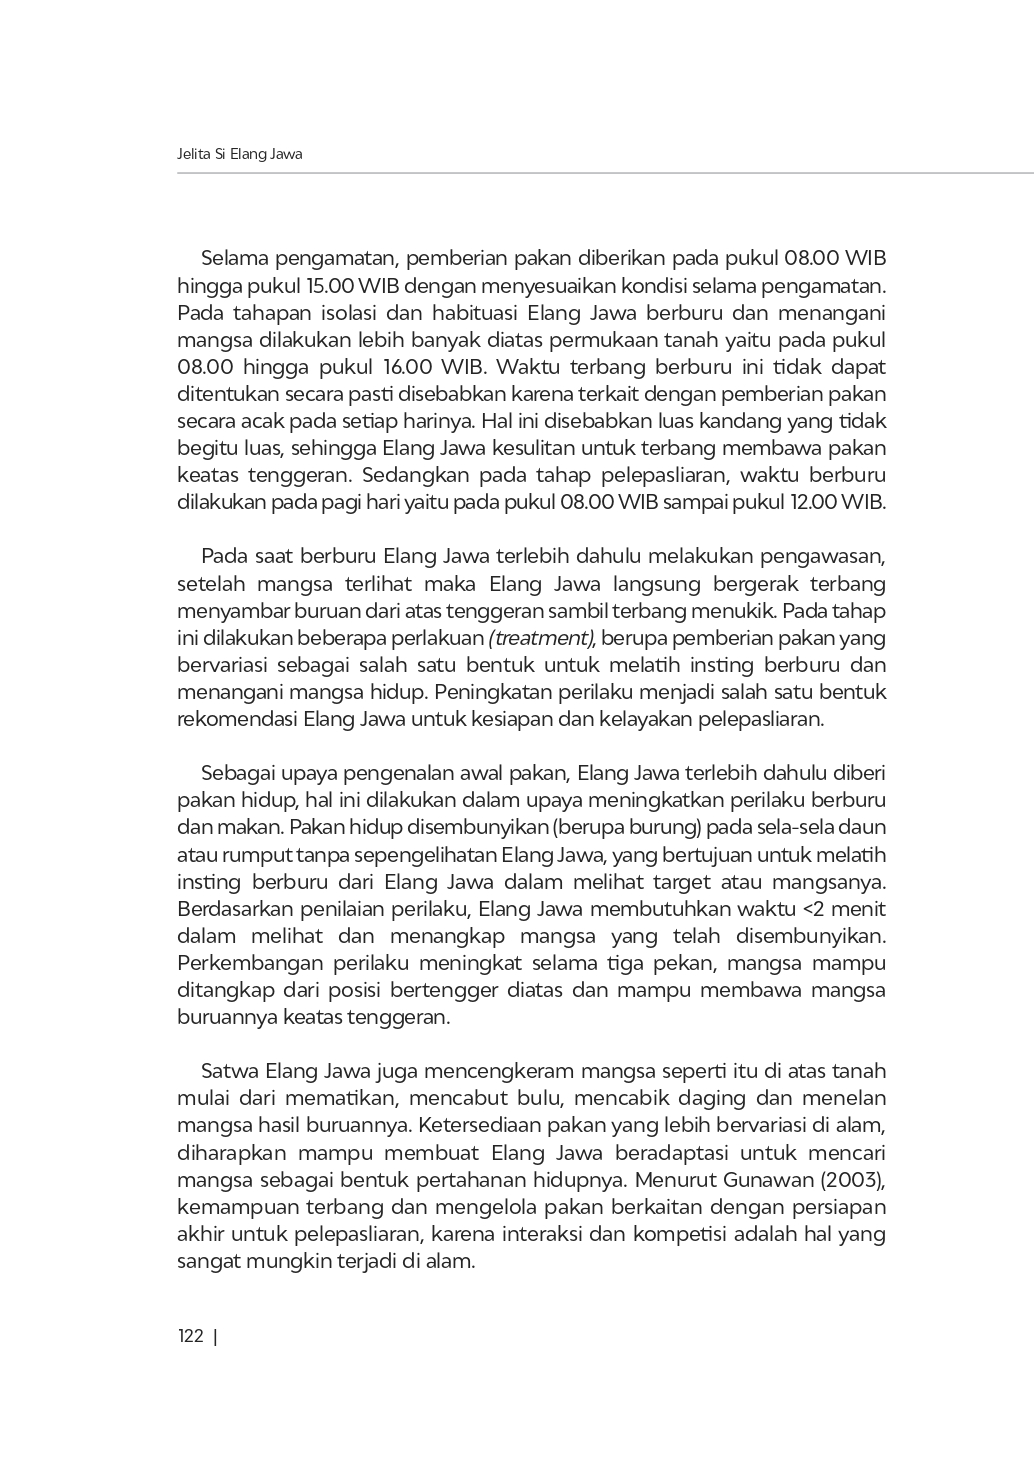 Jelita Si Elang Jawa
Selama pengamatan, pemberian pakan diberikan pada pukul 08.00 WIB
hingga pukul 15.00 WIB dengan menyesuaikan kondisi selama pengamatan.
Pada tahapan isolasi dan habituasi Elang Jawa berburu dan menangani
mangsa dilakukan lebih banyak diatas permukaan tanah yaitu pada pukul
08.00 hingga pukul 16.00 WIB. Waktu terbang berburu ini tidak dapat
ditentukan secara pasti disebabkan karena terkait dengan pemberian pakan
secara acak pada setiap harinya. Hal ini disebabkan luas kandang yang tidak
begitu luas, sehingga Elang Jawa kesulitan untuk terbang membawa pakan
keatas tenggeran. Sedangkan pada tahap pelepasliaran, waktu berburu
dilakukan pada pagi hari yaitu pada pukul 08.00 WIB sampai pukul 12.00 WIB.
Pada saat berburu Elang Jawa terlebih dahulu melakukan pengawasan,
setelah mangsa terlihat maka Elang Jawa langsung bergerak terbang
menyambar buruan dari atas tenggeran sambil terbang menukik. Pada tahap
ini dilakukan beberapa perlakuan (treatment), berupa pemberian pakan yang
bervariasi sebagai salah satu bentuk untuk melatih insting berburu dan
menangani mangsa hidup. Peningkatan perilaku menjadi salah satu bentuk
rekomendasi Elang Jawa untuk kesiapan dan kelayakan pelepasliaran.
Sebagai upaya pengenalan awal pakan, Elang Jawa terlebih dahulu diberi
pakan hidup, hal ini dilakukan dalam upaya meningkatkan perilaku berburu
dan makan. Pakan hidup disembunyikan (berupa burung) pada sela-sela daun
atau rumput tanpa sepengelihatan Elang Jawa, yang bertujuan untuk melatih
insting berburu dari Elang Jawa dalam melihat target atau mangsanya.
Berdasarkan penilaian perilaku, Elang Jawa membutuhkan waktu <2 menit
dalam melihat dan menangkap mangsa yang telah disembunyikan.
Perkembangan perilaku meningkat selama tiga pekan, mangsa mampu
ditangkap dari posisi bertengger diatas dan mampu membawa mangsa
buruannya keatas tenggeran.
Satwa Elang Jawa juga mencengkeram mangsa seperti itu di atas tanah
mulai dari mematikan, mencabut bulu, mencabik daging dan menelan
mangsa hasil buruannya. Ketersediaan pakan yang lebih bervariasi di alam,
diharapkan mampu membuat Elang Jawa beradaptasi untuk mencari
mangsa sebagai bentuk pertahanan hidupnya. Menurut Gunawan (2003),
kemampuan terbang dan mengelola pakan berkaitan dengan persiapan
akhir untuk pelepasliaran, karena interaksi dan kompetisi adalah hal yang
sangat mungkin terjadi di alam.
122 |